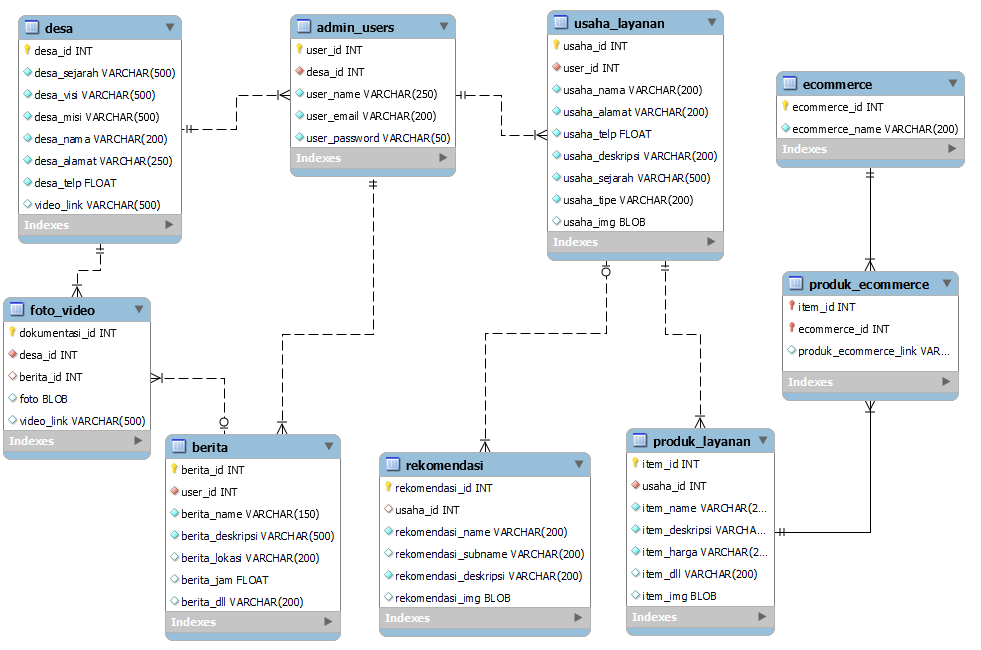 desa
desa_id INT
desa_sejarah VARCHAR(500)
desa_visi VARCHAR(500)
desa_misi VARCHAR(500)
desa_nama VARCHAR(200)
desa_alamat VARCHAR(250)
desa_telp FLOAT
video_link VARCHAR(500)
Indexes
admin_users
user_id INT
desa_id INT
user_name VARCHAR(250)
user_email VARCHAR(200)
user_password VARCHAR(50)
Indexes
usaha_layanan
usaha_id INT
user_id INT
usaha_nama VARCHAR(200)
usaha_alamat VARCHAR(200)
usaha_telp FLOAT
usaha_deskripsi VARCHAR(200)
usaha_sejarah VARCHAR(500)
usaha_tipe VARCHAR(200)
usaha_img BLOB
Indexes
ecommerce
ecommerce_id INT
ecommerce_name VARCHAR(200)
Indexes
foto_video
dokumentasi_id INT
desa_id INT
berita_id INT
foto BLOB
video_link VARCHAR(500)
Indexes
produk_ecommerce
item_id INT
ecommerce_id INT
produk_ecommerce_link VAR...
Indexes
berita
berita_id INT
user_id INT
berita_name VARCHAR(150)
berita_deskripsi VARCHAR(500)
berita_lokasi VARCHAR(200)
berita_jam FLOAT
berita_dll VARCHAR(200)
Indexes
rekomendasi
rekomendasi_id INT
usaha_id INT
rekomendasi_name VARCHAR(200)
rekomendasi_subname VARCHAR(200)
rekomendasi_deskripsi VARCHAR(200)
rekomendasi_img BLOB
Indexes
produk_layanan
item_id INT
usaha_id INT
item_name VARCHAR(2...
item_deskripsi VARCHA...
item_harga VARCHAR(2...
item_dll VARCHAR(200)
item_img BLOB
Indexes